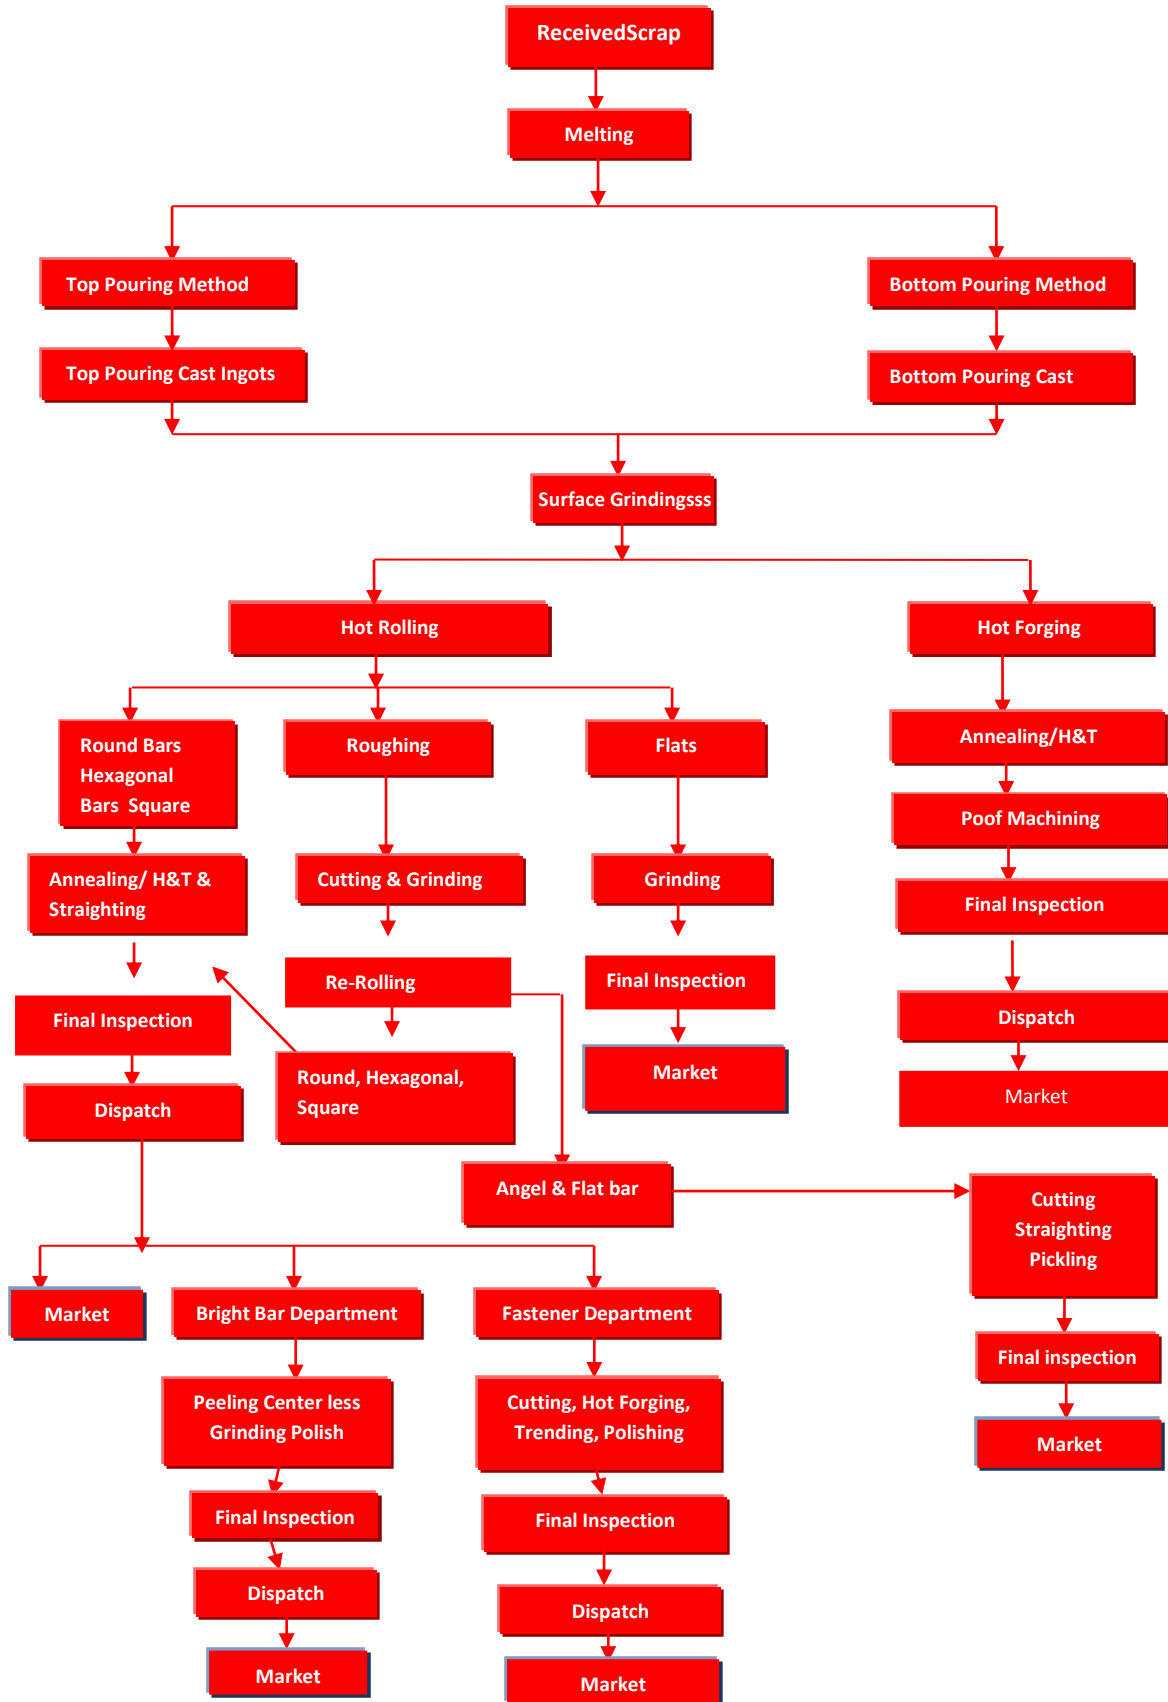 ReceivedScrap
Melting
Top Pouring Method
Bottom Pouring Method
Top Pouring Cast Ingots
Bottom Pouring Cast
Surface Grindingsss
Hot Rolling
Hot Forging
Round Bars
Hexagonal
Bars Square
Roughing
Flats
Annealing/H&T
Poof Machining
Annealing/ H&T &
Straighting
Cutting & Grinding
Grinding
Final Inspection
Final Inspection
Re-Rolling
Final Inspection
Dispatch
Market
Round, Hexagonal,
Square
Market
Dispatch
Angel & Flat bar
Cutting
Straighting
Pickling
Market
Bright Bar Department
Fastener Department
Final inspection
Peeling Center less
Grinding Polish
Cutting, Hot Forging,
Trending, Polishing
Market
Final Inspection
Final Inspection
Dispatch
Dispatch
Market
Market